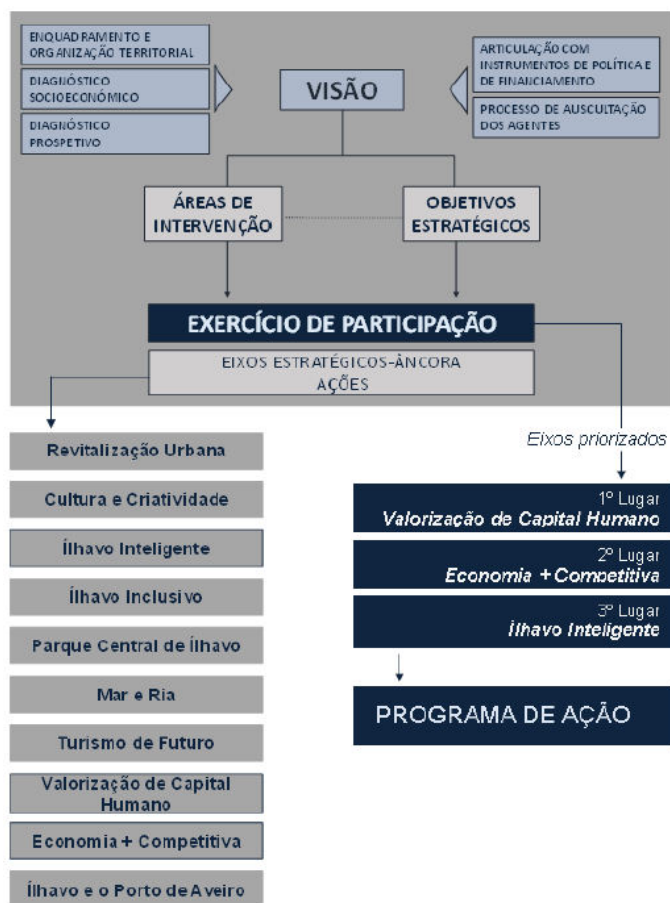 ENQUADRAMENTO E
ORGANIZAÇÃO TERRITORIAL
DIAGNÓSTICO
SOCIOECONÓMICO
DIAGNÓSTICO
PROSPETIVO
VISÃO
ARTICULAÇÃO COM
INSTRUMENTOS DE POLÍTICA E
DE FINANCIAMENTO
PROCESSO DE AUSCULTAÇÃO
DOS AGENTES
ÁREAS DE
INTERVENÇÃO
OBJETIVOS
ESTRATÉGICOS
EXERCÍCIO DE PARTICIPAÇÃO
EIXOS ESTRATÉGICOS-ÂNCORA
AÇÕES
Revitalização Urbana
Cultura e Criatividade
Ílhavo Inteligente
Ílhavo Inclusivo
Parque Central de Ílhavo
Mar e Ria
Turismo de Futuro
Valorização de Capital
Humano
Economia + Competitiva
Ílhavo e o Porto de Aveiro
Eixos priorizados
1º Lugar
Valorização de Capital Humano
2º Lugar
Economia + Competitiva
3º Lugar
Ílhavo Inteligente
PROGRAMA DE AÇÃO